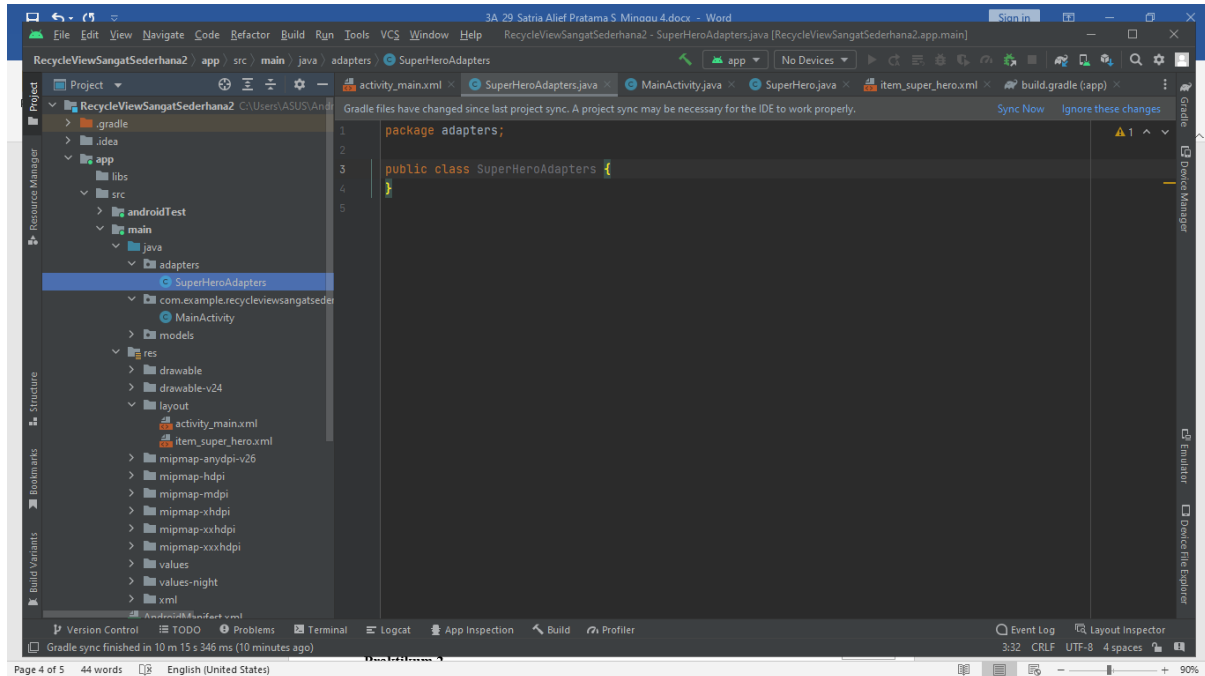 3A_29_Satria Alief Pratama S_Minggu 4.docx - Word
Sign in
File Edit View Navigate Code Refactor Build Run Tools VCS Window Help RecycleViewSangatSederhana2 - SuperHeroAdapters.java [RecycleViewSangatSederhana2.app.main]
RecycleViewSangatSederhana2 app src main java adapters SuperHeroAdapters
app No Devices
Project
activity_main.xml SuperHeroAdapters.java MainActivity.java SuperHero.java item_super_hero.xml build.gradle (:app)
Project
Resource Manager
Structure
Bookmarks
Build Variants
RecycleViewSangatSederhana2 C:\Users\ASUS\Andr
.gradle
.idea
app
libs
src
androidTest
main
java
adapters
SuperHeroAdapters
com.example.recycleviewsangatseder
MainActivity
models
res
drawable
drawable-v24
layout
activity_main.xml
item_super_hero.xml
mipmap-anydpi-v26
mipmap-hdpi
mipmap-mdpi
mipmap-xhdpi
mipmap-xxhdpi
mipmap-xxxhdpi
values
values-night
xml
AndroidManifest.xml
Gradle files have changed since last project sync. A project sync may be necessary for the IDE to work properly. Sync Now Ignore these changes
1 package adapters;
2
3 public class SuperHeroAdapters {
4 }
5
1
Gradle
Device Manager
Emulator
Device File Explorer
Version Control TODO Problems Terminal Logcat App Inspection Build Profiler Event Log Layout Inspector
Gradle sync finished in 10 m 15 s 346 ms (10 minutes ago) 3:32 CRLF UTF-8 4 spaces
Praktikum 2
Page 4 of 5 44 words English (United States) 90%